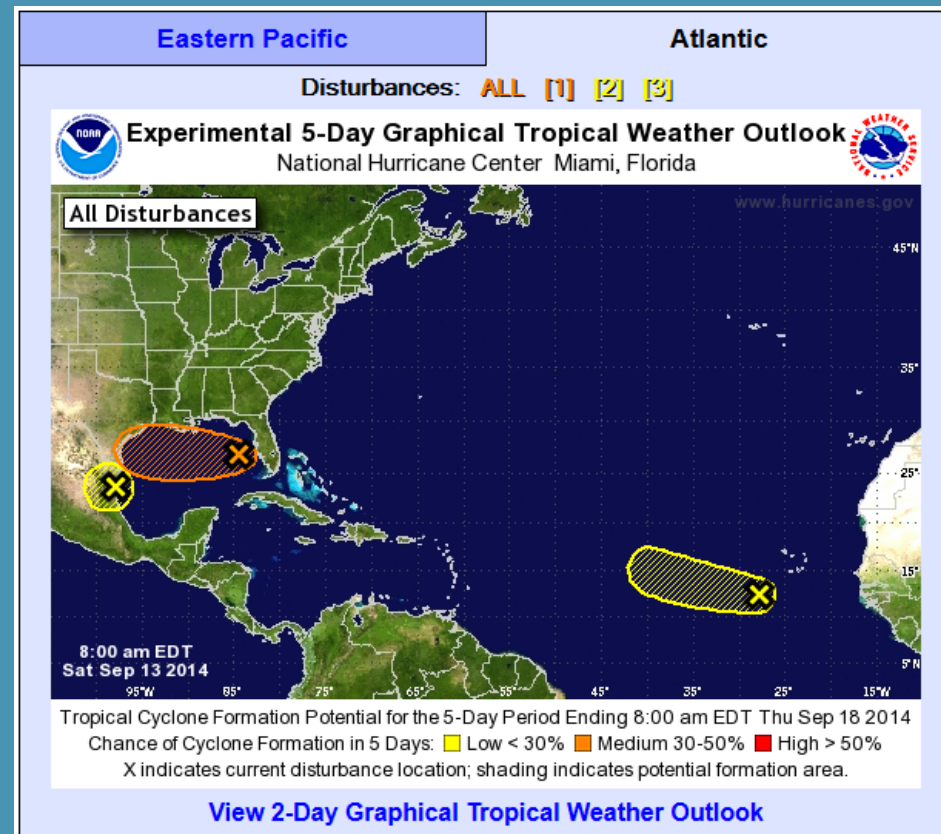 Eastern Pacific
Atlantic
Disturbances: ALL [1] [2] [3]
NOAA
Experimental 5-Day Graphical Tropical Weather Outlook
National Hurricane Center Miami, Florida
WEATHER
All Disturbances
www.hurricanes.gov
45°N
35°
25°
15°
5°N
8:00 am EDT
Sat Sep 13 2014
95°W 85° 75° 65° 55° 45° 35° 25° 15°W
Tropical Cyclone Formation Potential for the 5-Day Period Ending 8:00 am EDT Thu Sep 18 2014
Chance of Cyclone Formation in 5 Days: Low < 30% Medium 30-50% High > 50%
X indicates current disturbance location; shading indicates potential formation area.
View 2-Day Graphical Tropical Weather Outlook